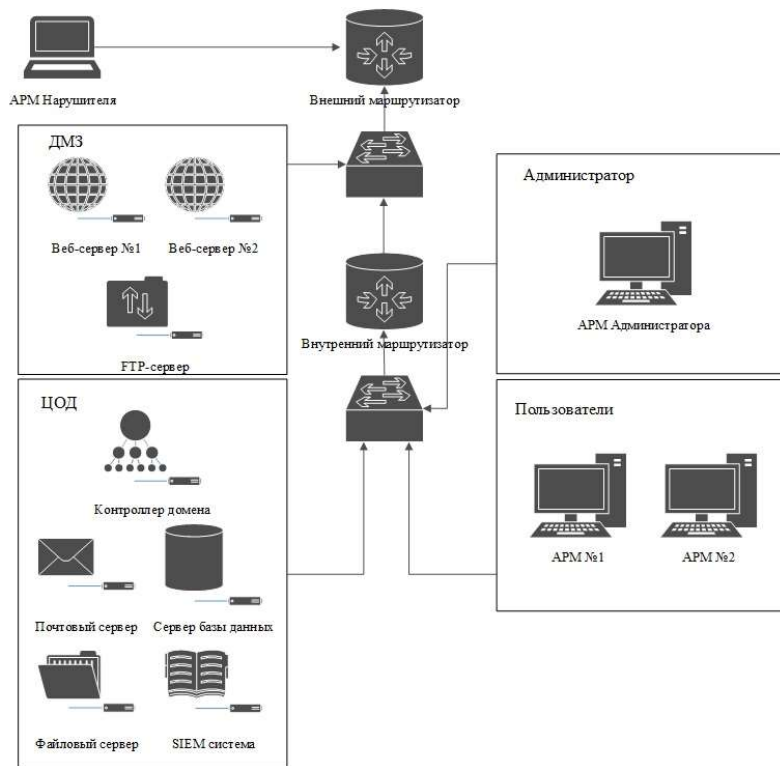 АРМ Нарушителя
Внешний маршрутизатор
ДМЗ
Веб-сервер №1
Веб-сервер №2
FTP-сервер
Внутренний маршрутизатор
Администратор
АРМ Администратора
ЦОД
Контроллер домена
Почтовый сервер
Сервер базы данных
Файловый сервер
SIEM система
Пользователи
АРМ №1
АРМ №2